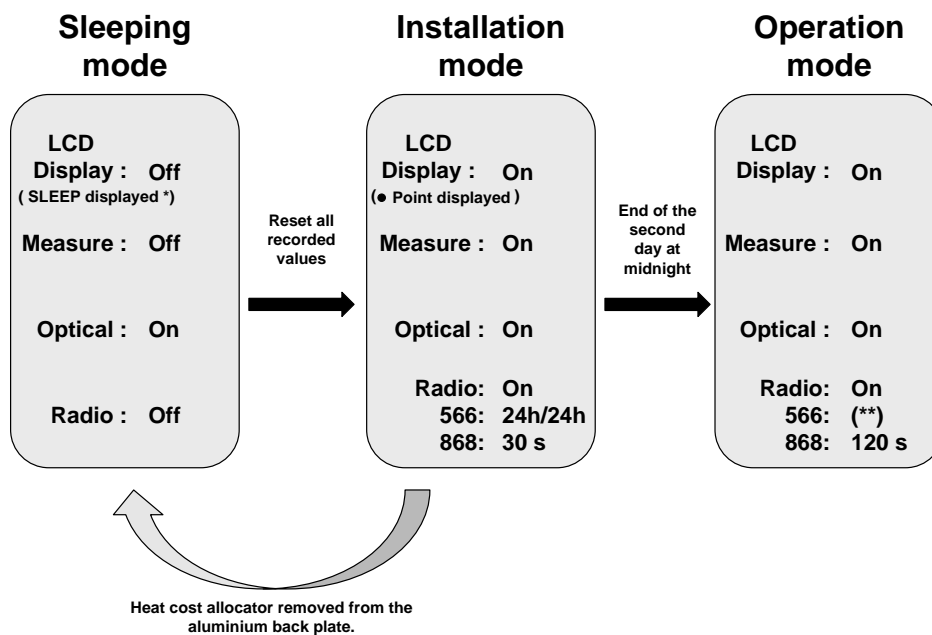 Sleeping
mode
Installation
mode
Operation
mode
LCD
Display : Off
( SLEEP displayed *)
Measure : Off
Optical : On
Radio : Off
Reset all
recorded
values
LCD
Display : On
(● Point displayed )
Measure : On
Optical : On
Radio: On
566: 24h/24h
868: 30 s
End of the
second
day at
midnight
LCD
Display : On
Measure : On
Optical : On
Radio: On
566: (**)
868: 120 s
Heat cost allocator removed from the
aluminium back plate.